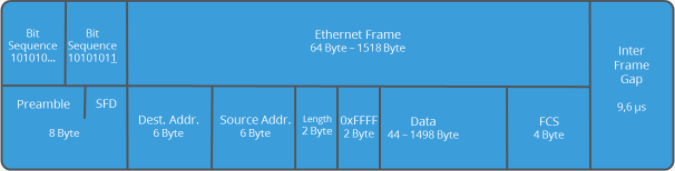 Bit
Sequence
101010...
Bit
Sequence
10101011
Ethernet Frame
64 Byte – 1518 Byte
Inter
Frame
Gap
9,6 µs
Preamble
SFD
8 Byte
Dest. Addr.
6 Byte
Source Addr.
6 Byte
Length
2 Byte
0xFFFF
2 Byte
Data
44 – 1498 Byte
FCS
4 Byte